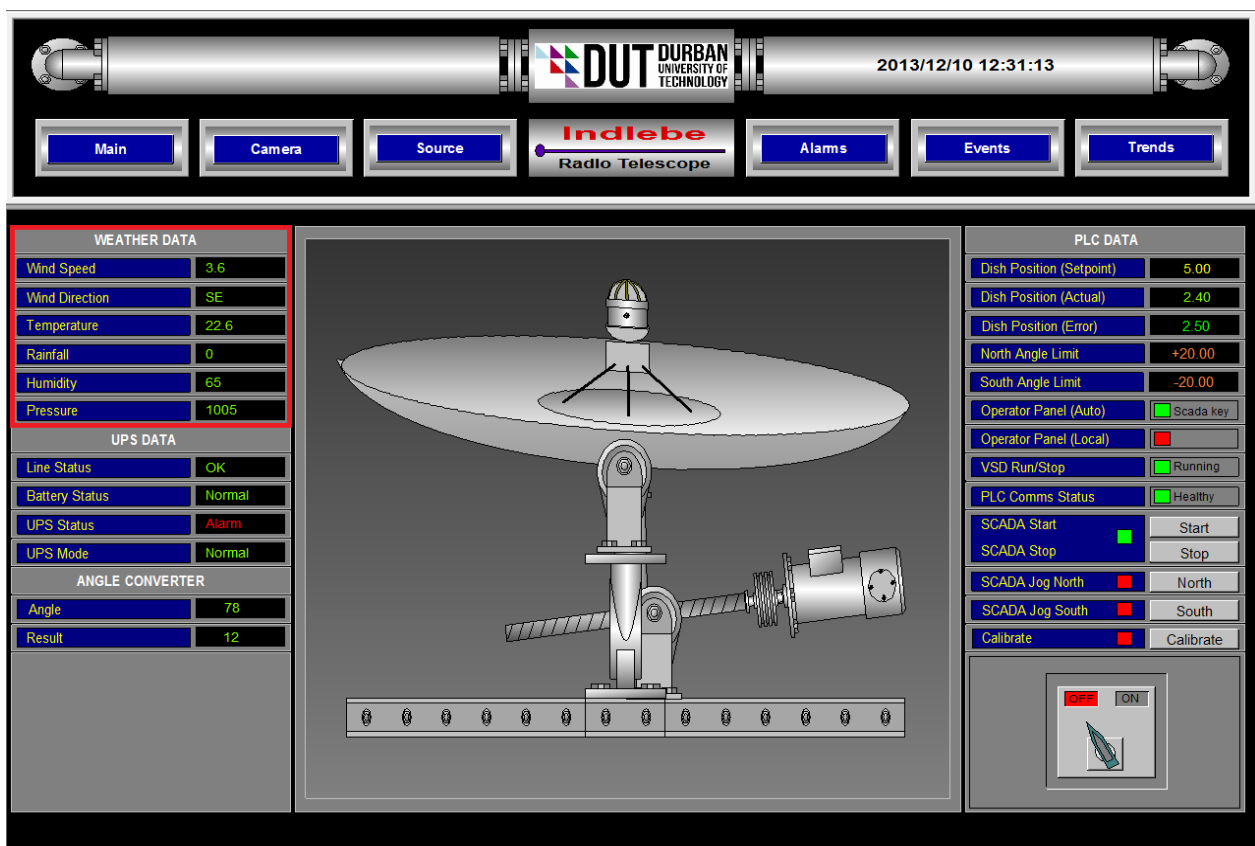 DUT DURBAN UNIVERSITY OF TECHNOLOGY
2013/12/10 12:31:13
Main
Camera
Source
Indlebe
Radio Telescope
Alarms
Events
Trends
WEATHER DATA
Wind Speed 3.6
Wind Direction SE
Temperature 22.6
Rainfall 0
Humidity 65
Pressure 1005
UPS DATA
Line Status OK
Battery Status Normal
UPS Status Alarm
UPS Mode Normal
ANGLE CONVERTER
Angle 78
Result 12
PLC DATA
Dish Position (Setpoint) 5.00
Dish Position (Actual) 2.40
Dish Position (Error) 2.50
North Angle Limit +20.00
South Angle Limit -20.00
Operator Panel (Auto) Scada key
Operator Panel (Local)
VSD Run/Stop Running
PLC Comms Status Healthy
SCADA Start Start
SCADA Stop Stop
SCADA Jog North North
SCADA Jog South South
Calibrate Calibrate
OFF ON